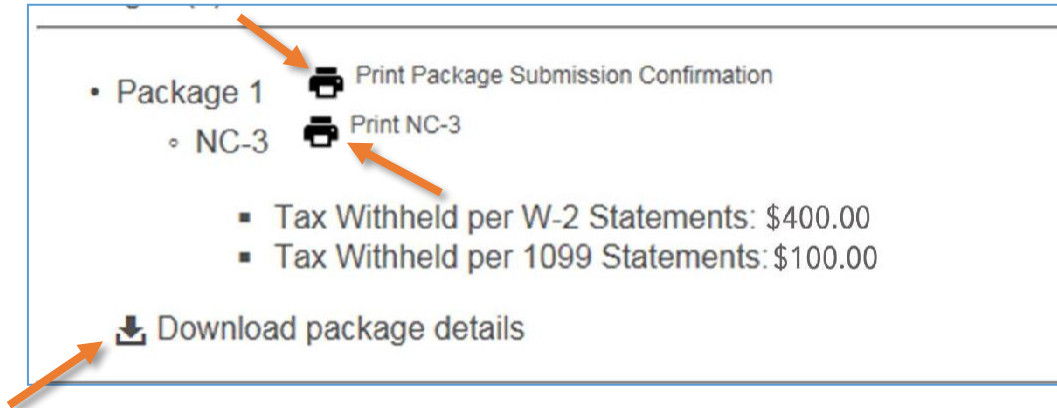 • Package 1 Print Package Submission Confirmation
◦ NC-3 Print NC-3
▪ Tax Withheld per W-2 Statements: $400.00
▪ Tax Withheld per 1099 Statements: $100.00
Download package details